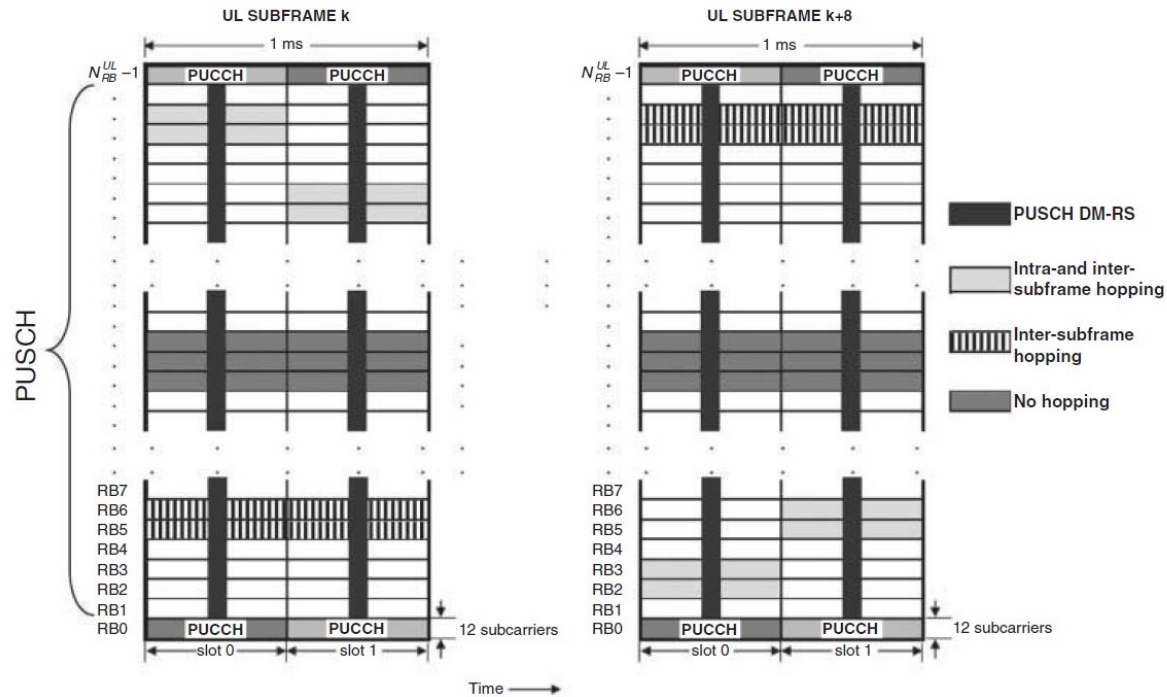 UL SUBFRAME k
UL SUBFRAME k+8
1 ms
1 ms
N_RB^UL –1
PUCCH
PUCCH
N_RB^UL –1
PUCCH
PUCCH
PUSCH
PUSCH DM-RS
Intra-and inter-
subframe hopping
Inter-subframe
hopping
No hopping
RB7
RB6
RB5
RB4
RB3
RB2
RB1
RB0
PUCCH
PUCCH
12 subcarriers
slot 0
slot 1
RB7
RB6
RB5
RB4
RB3
RB2
RB1
RB0
PUCCH
PUCCH
12 subcarriers
slot 0
slot 1
Time